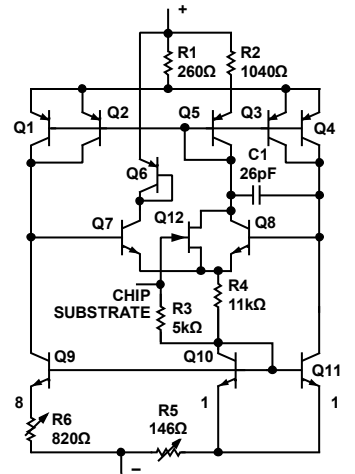 +
R1
260Ω
R2
1040Ω
Q1
Q2
Q5
Q3
Q4
C1
26pF
Q6
Q7
Q12
Q8
CHIP
SUBSTRATE
R3
5kΩ
R4
11kΩ
Q9
Q10
Q11
8
1
1
R6
820Ω
R5
146Ω
−